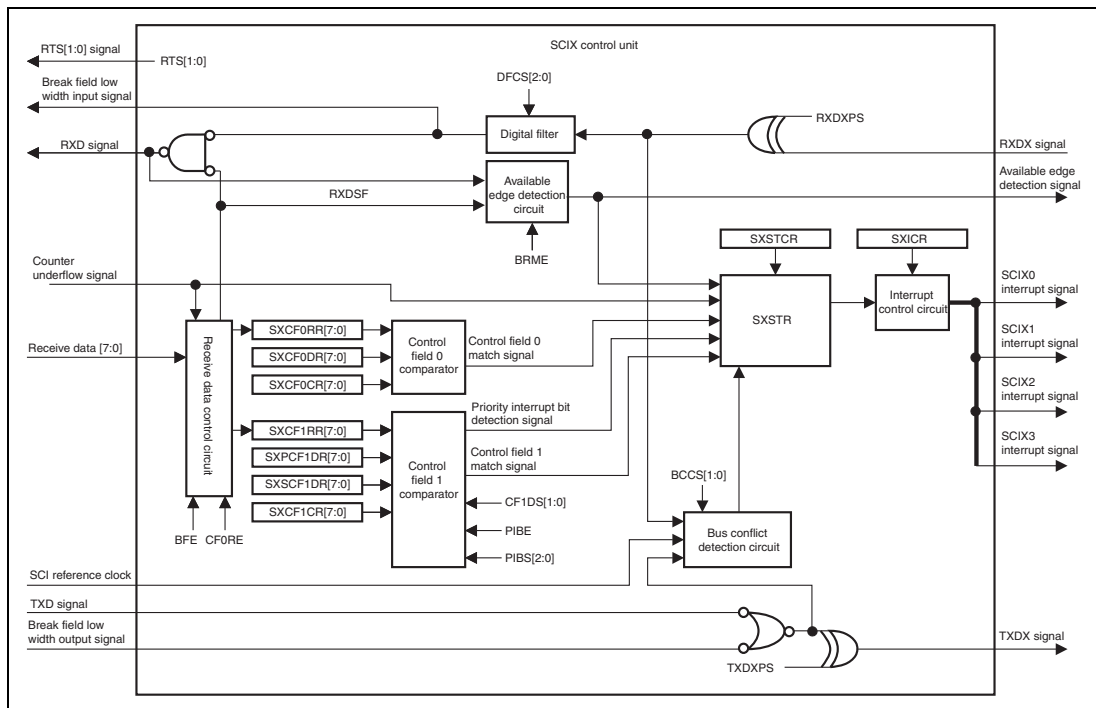 SCIX control unit
RTS[1:0] signal
RTS[1:0]
Break field low
width input signal
DFCS[2:0]
Digital filter
RXDXPS
RXD signal
RXDX signal
RXDSF
Available
edge detection
circuit
Available edge
detection signal
BRME
SXSTCR
SXICR
Counter
underflow signal
SXSTR
Interrupt
control circuit
SCIX0
interrupt signal
SCIX1
interrupt signal
SCIX2
interrupt signal
SCIX3
interrupt signal
Receive data [7:0]
Receive data control circuit
SXCF0RR[7:0]
SXCF0DR[7:0]
SXCF0CR[7:0]
Control
field 0
comparator
Control field 0
match signal
Priority interrupt bit
detection signal
SXCF1RR[7:0]
SXPCF1DR[7:0]
SXSCF1DR[7:0]
SXCF1CR[7:0]
Control
field 1
comparator
Control field 1
match signal
CF1DS[1:0]
PIBE
PIBS[2:0]
BCCS[1:0]
Bus conflict
detection circuit
BFE
CF0RE
SCI reference clock
TXD signal
Break field low
width output signal
TXDXPS
TXDX signal